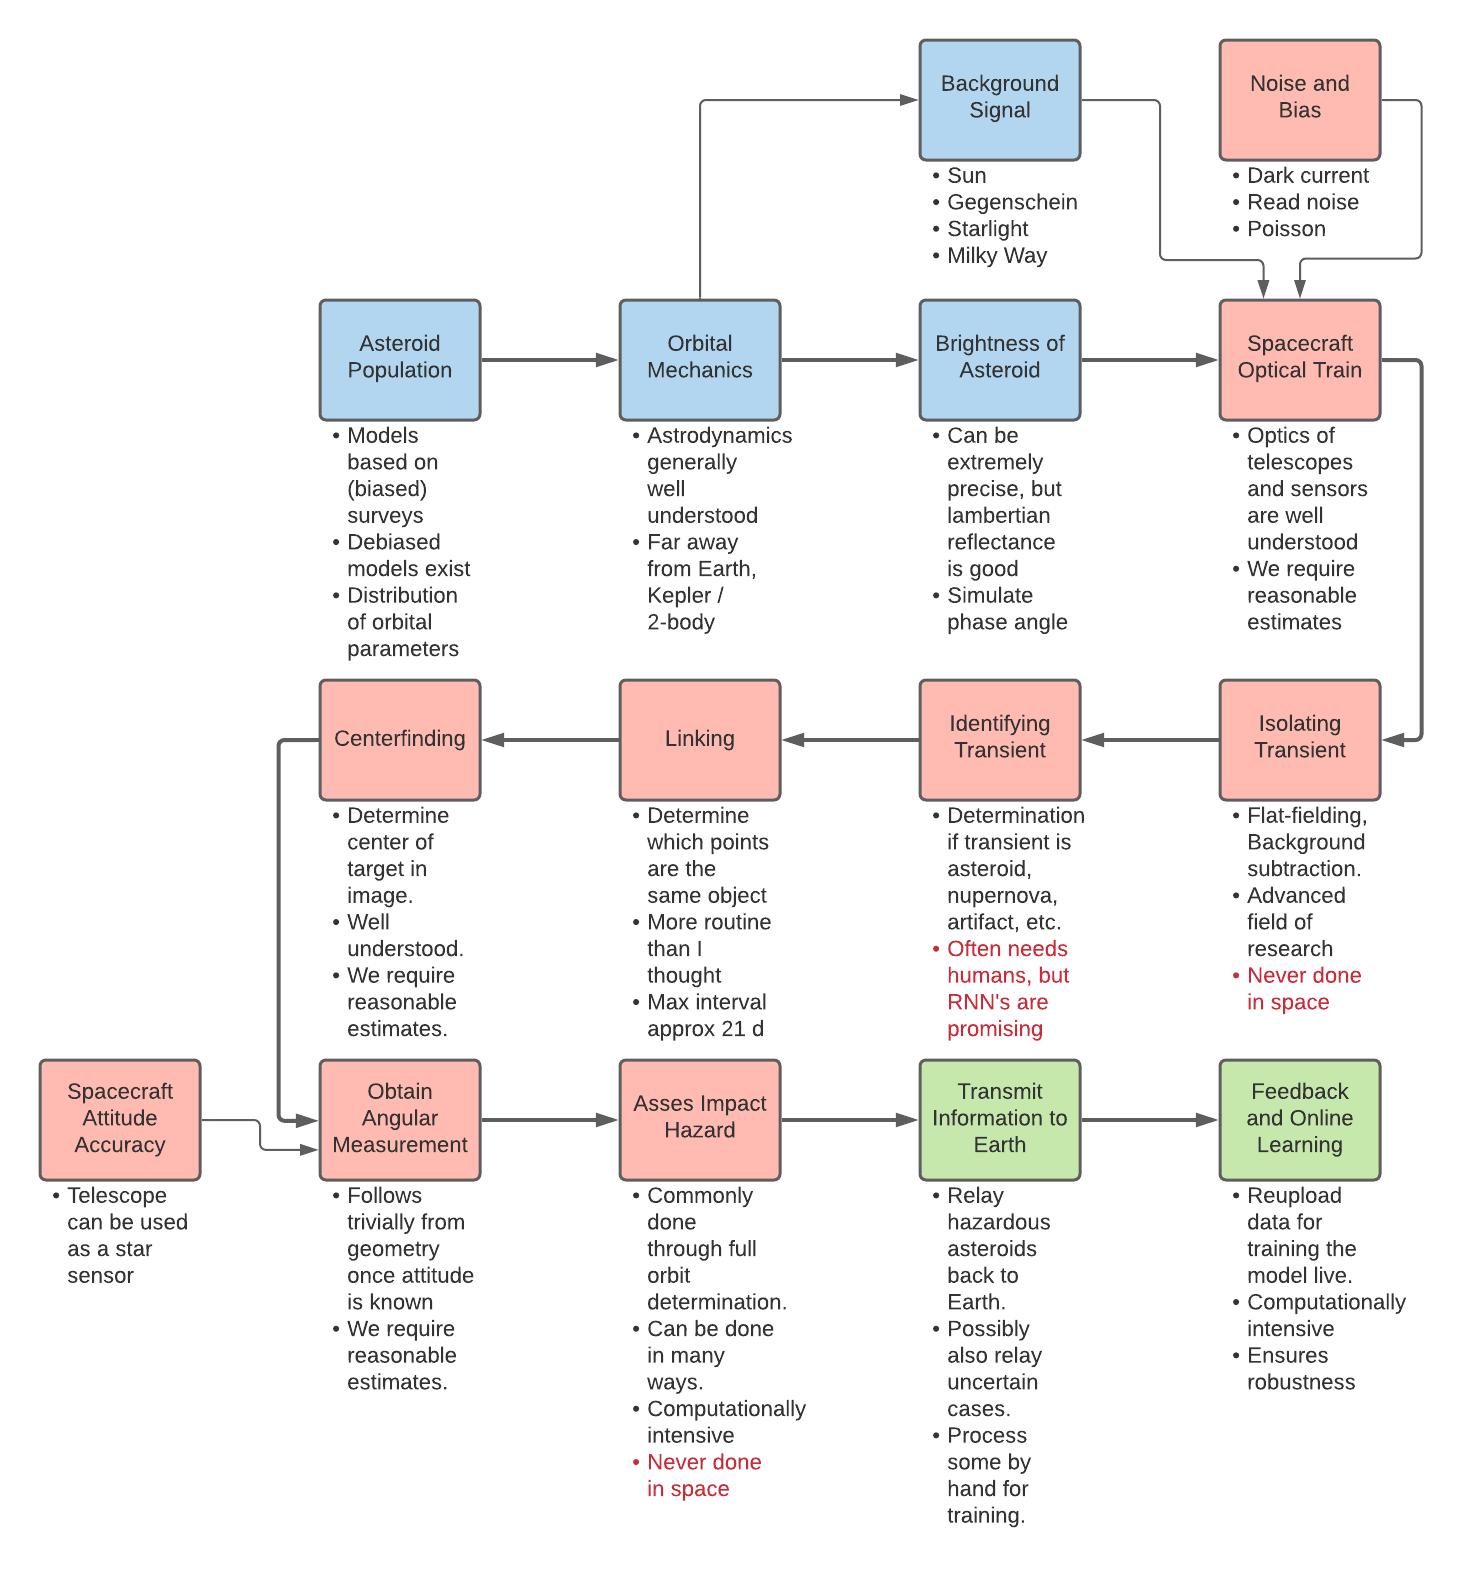 Background
Signal
• Sun
• Gegenschein
• Starlight
• Milky Way
Noise and
Bias
• Dark current
• Read noise
• Poisson
Asteroid
Population
• Models
based on
(biased)
surveys
• Debiased
models exist
• Distribution
of orbital
parameters
Orbital
Mechanics
• Astrodynamics
generally
well
understood
• Far away
from Earth,
Kepler /
2-body
Brightness of
Asteroid
• Can be
extremely
precise, but
lambertian
reflectance
is good
• Simulate
phase angle
Spacecraft
Optical Train
• Optics of
telescopes
and sensors
are well
understood
• We require
reasonable
estimates
Centerfinding
• Determine
center of
target in
image.
• Well
understood.
• We require
reasonable
estimates.
Linking
• Determine
which points
are the
same object
• More routine
than I
thought
• Max interval
approx 21 d
Identifying
Transient
• Determination
if transient is
asteroid,
nupernova,
artifact, etc.
• Often needs
humans, but
RNN's are
promising
Isolating
Transient
• Flat-fielding,
Background
subtraction.
• Advanced
field of
research
• Never done
in space
Spacecraft
Attitude
Accuracy
• Telescope
can be used
as a star
sensor
Obtain
Angular
Measurement
• Follows
trivially from
geometry
once attitude
is known
• We require
reasonable
estimates.
Asses Impact
Hazard
• Commonly
done
through full
orbit
determination.
• Can be done
in many
ways.
• Computationally
intensive
• Never done
in space
Transmit
Information to
Earth
• Relay
hazardous
asteroids
back to
Earth.
• Possibly
also relay
uncertain
cases.
• Process
some by
hand for
training.
Feedback
and Online
Learning
• Reupload
data for
training the
model live.
• Computationally
intensive
• Ensures
robustness